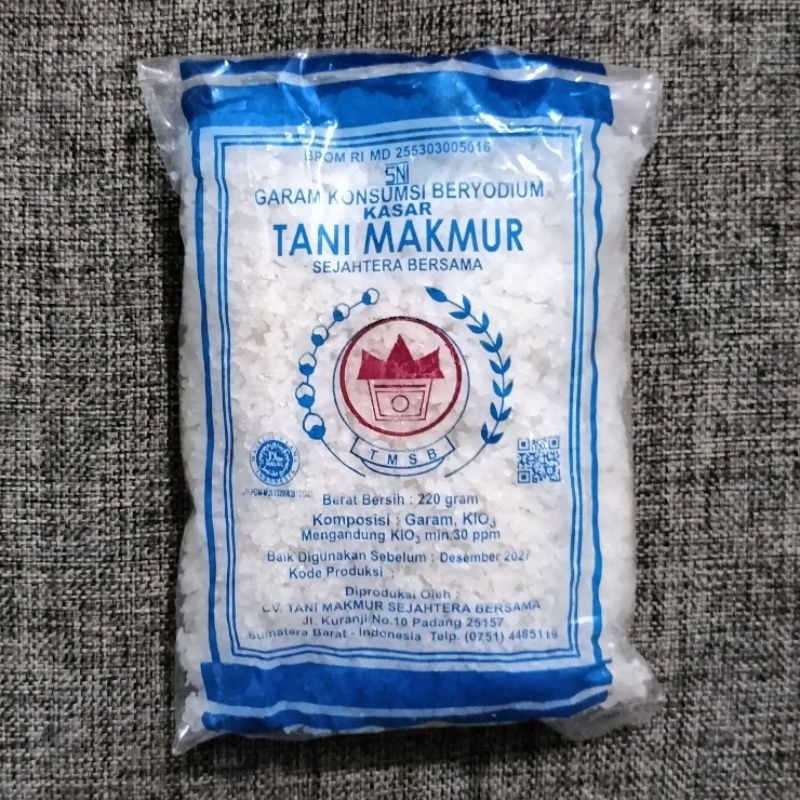 BPOM RI MD 255303005016
SNI
GARAM KONSUMSI BERYODIUM
KASAR
TANI MAKMUR
SEJAHTERA BERSAMA
TMSB
HALAL
Berat Bersih : 220 gram
Komposisi : Garam, KIO₃
Mengandung KIO₃ min.30 ppm
Baik Digunakan Sebelum : Desember 2027
Kode Produksi :
Diproduksi Oleh :
CV. TANI MAKMUR SEJAHTERA BERSAMA
Jl. Kuranji No.10 Padang 25157
Sumatera Barat - Indonesia Telp. (0751) 4485119